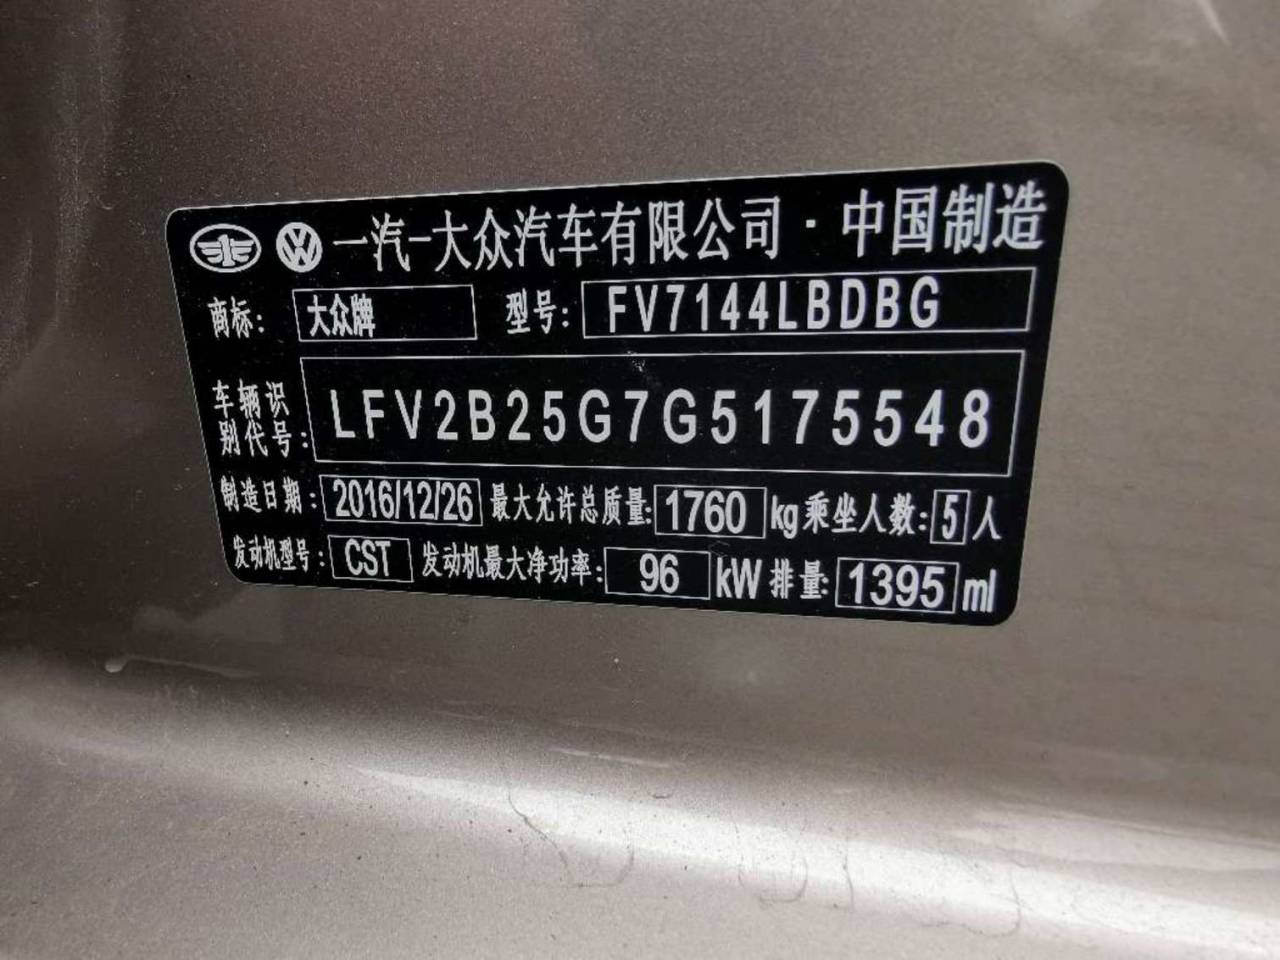 一汽-大众汽车有限公司·中国制造
商标: 大众牌 型号: FV7144LBDBG
车辆识别代号: LFV2B25G7G5175548
制造日期: 2016/12/26 最大允许总质量: 1760 kg 乘坐人数: 5 人
发动机型号: CST 发动机最大净功率: 96 kW 排量: 1395 ml